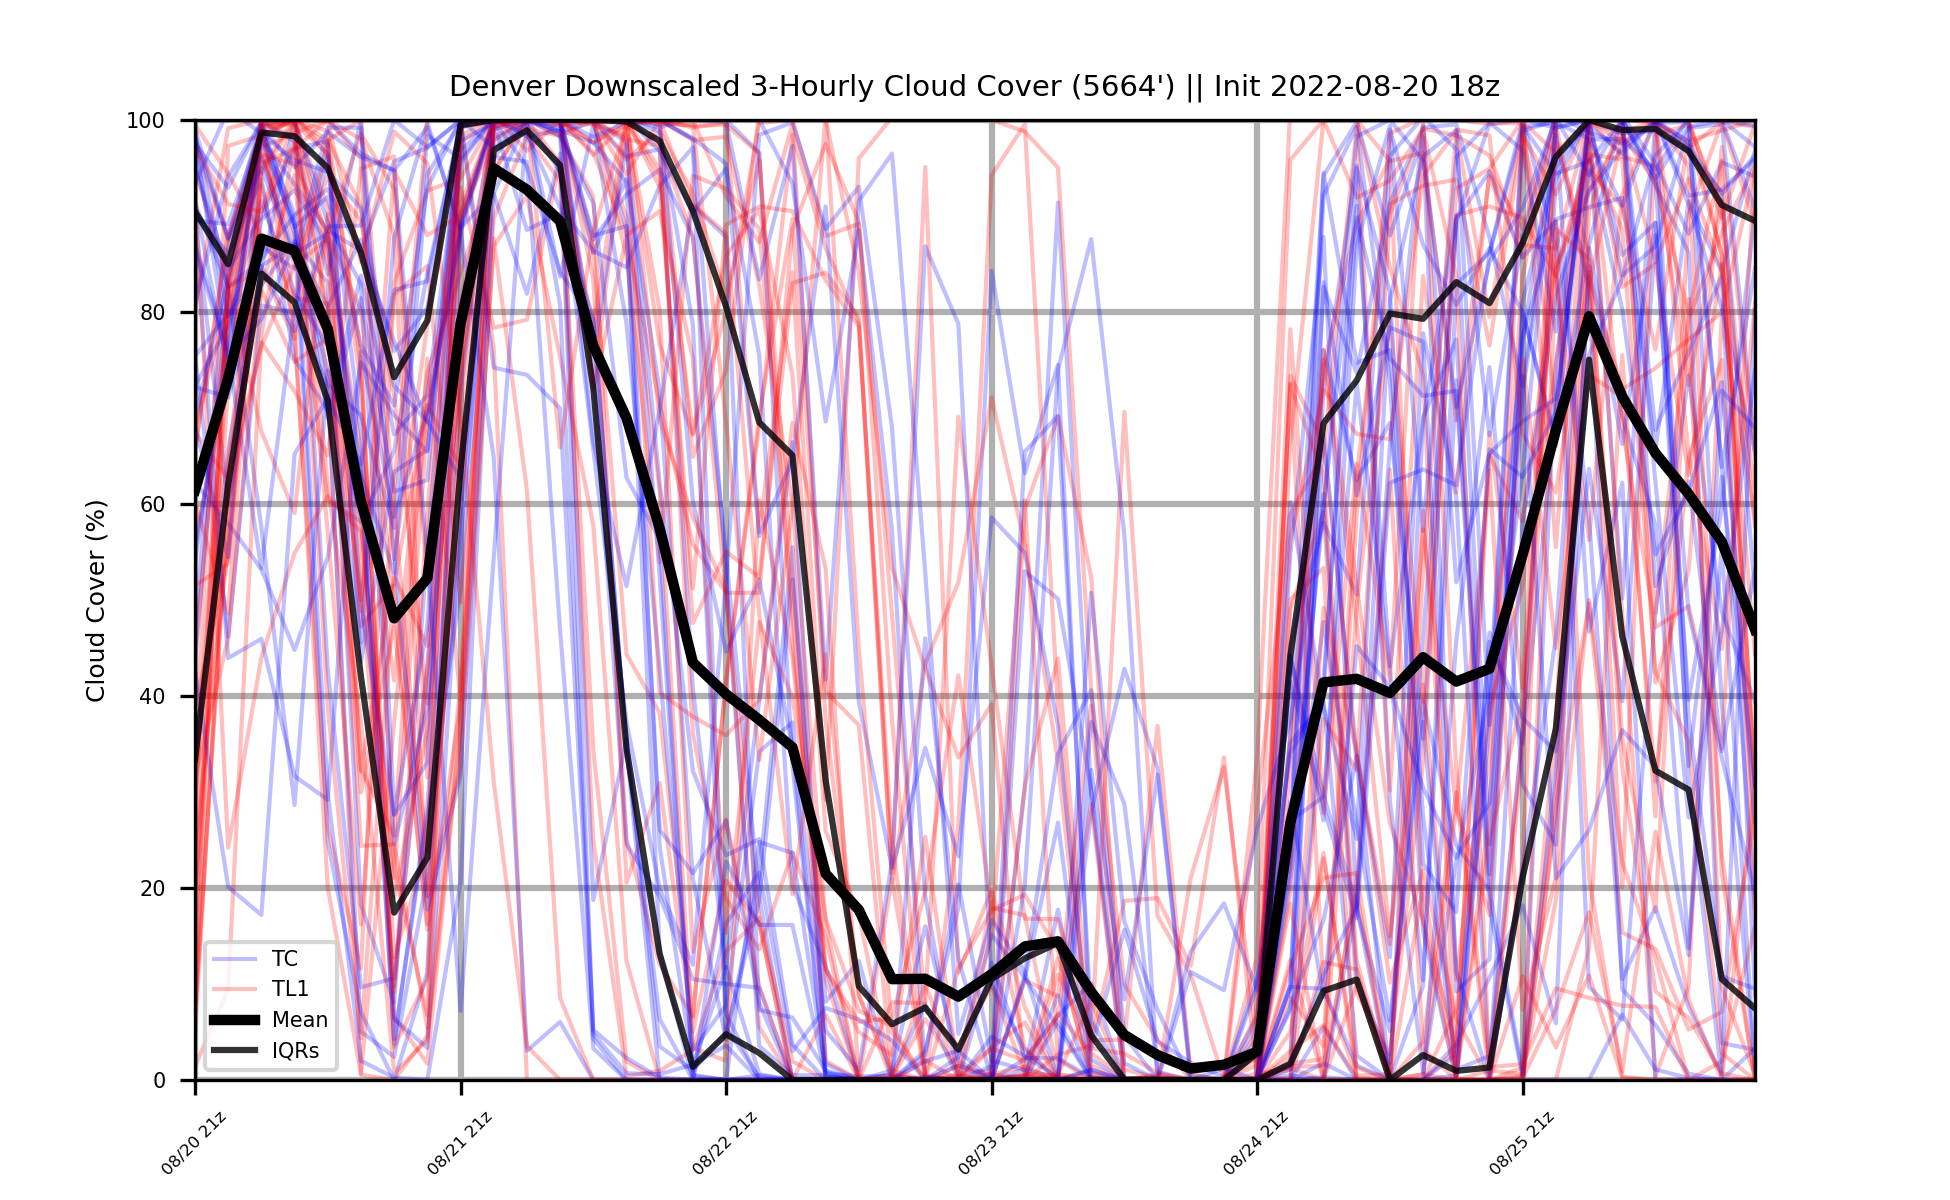 Denver Downscaled 3-Hourly Cloud Cover (5664') || Init 2022-08-20 18z
Cloud Cover (%)
100
80
60
40
20
0
TC
TL1
Mean
IQRs
08/20 21z
08/21 21z
08/22 21z
08/23 21z
08/24 21z
08/25 21z